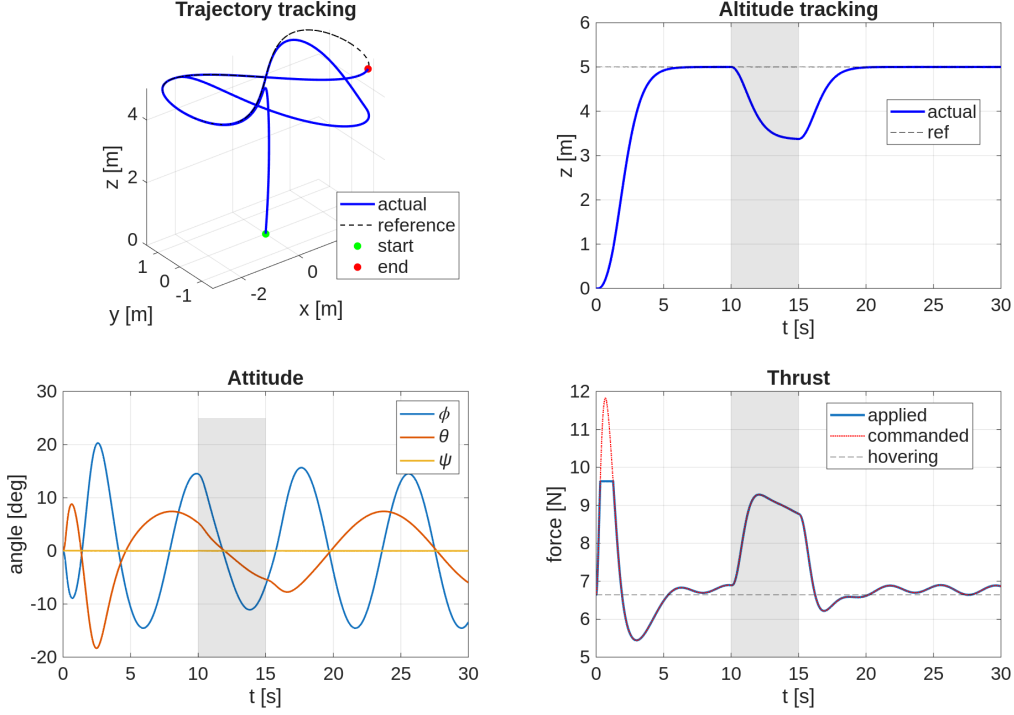 Trajectory tracking
4
2
0
z [m]
1
0
-1
y [m]
-2
0
x [m]
actual
reference
start
end
Altitude tracking
6
5
4
3
2
1
0
z [m]
0
5
10
15
20
25
30
t [s]
actual
ref
Attitude
30
20
10
0
-10
-20
angle [deg]
0
5
10
15
20
25
30
t [s]
ϕ
θ
ψ
Thrust
12
11
10
9
8
7
6
5
force [N]
0
5
10
15
20
25
30
t [s]
applied
commanded
hovering